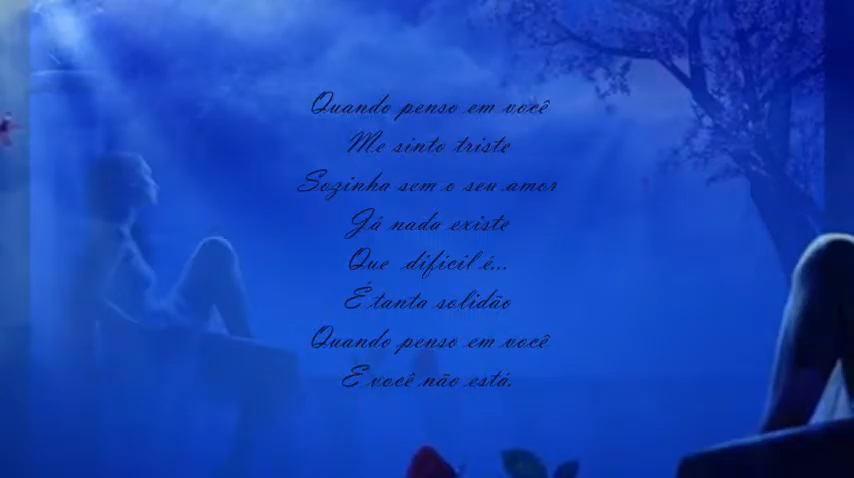 Quando penso em você
Me sinto triste
Sozinha sem o seu amor
Já nada existe
Que dificil é...
É tanta solidão
Quando penso em você
E você não está.